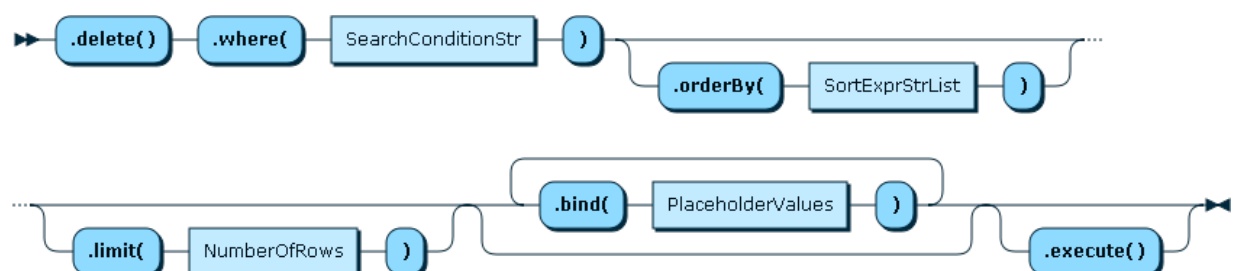 .delete() .where( SearchConditionStr )
.orderBy( SortExprStrList )
.bind( PlaceholderValues )
.limit( NumberOfRows ) .execute()